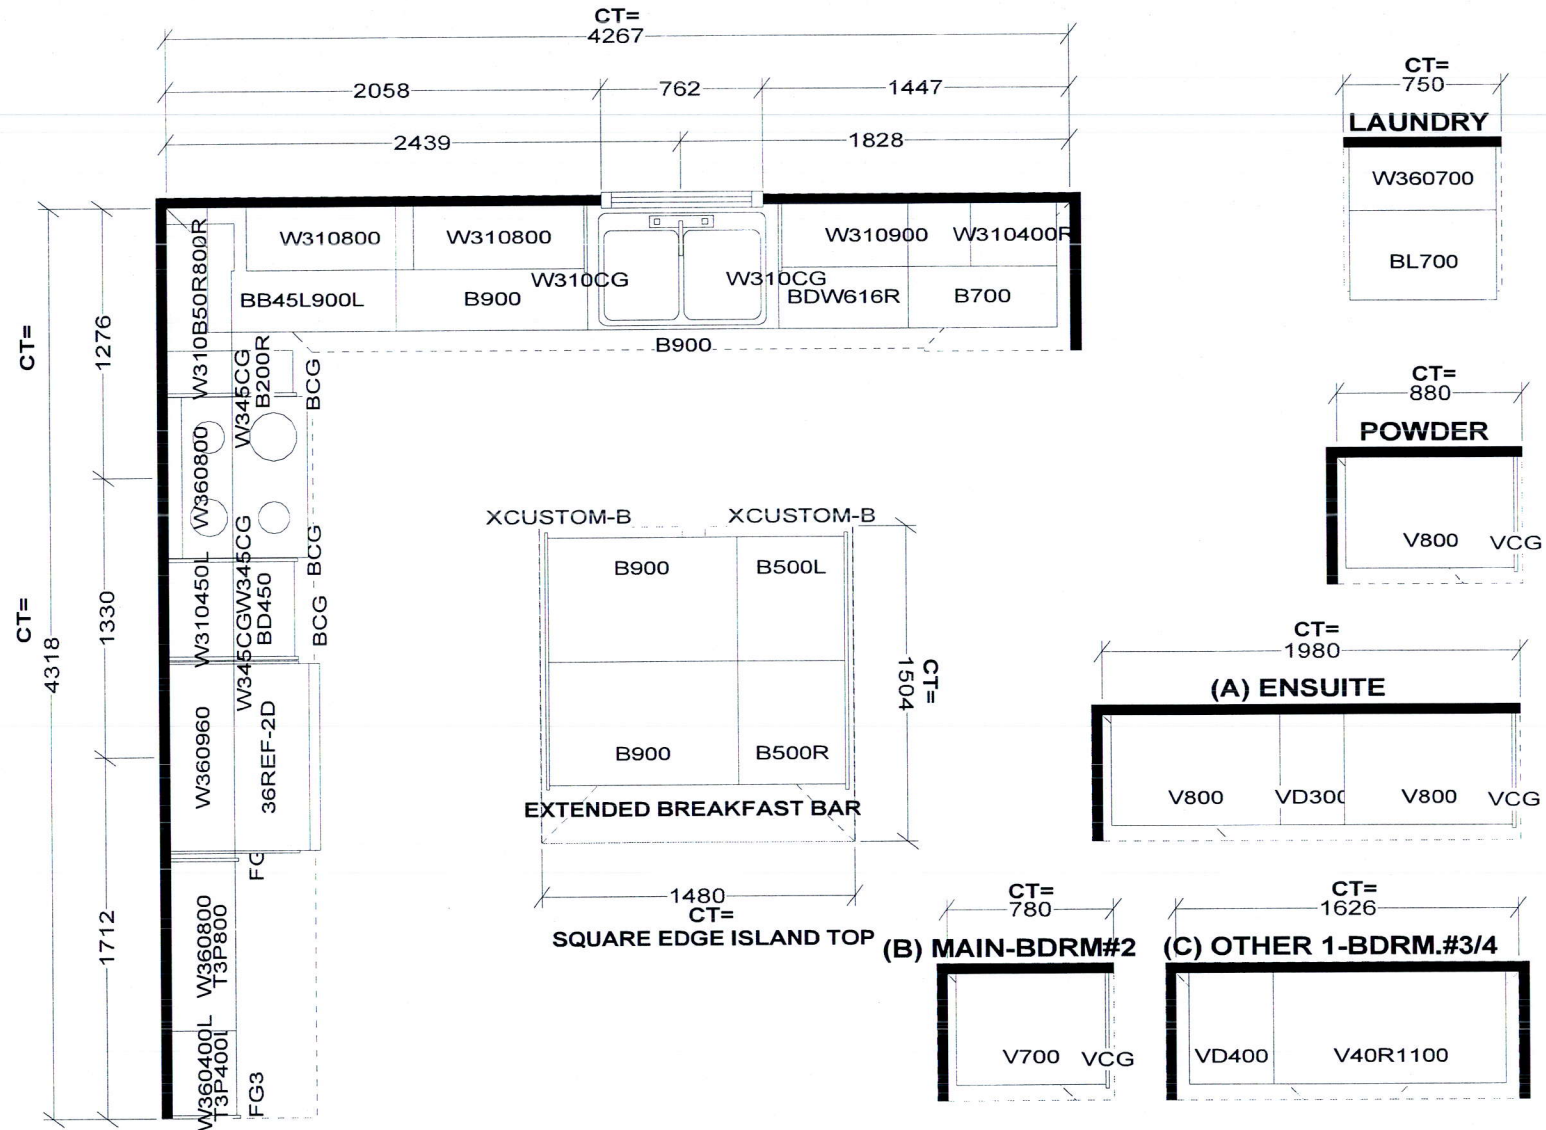 CT=
4267
2058
762
1447
2439
1828
CT=
750
LAUNDRY
W360700
BL700
W310800
W310800
W310CG
W310CG
W310900
W310400R
BB45L900L
B900
BDW616R
B700
B900
W310B50R800R
CT=
1276
W345CG
B200R
BCG
W360800
CT=
880
POWDER
V800
VCG
XCUSTOM-B
XCUSTOM-B
B900
B500L
B900
B500R
EXTENDED BREAKFAST BAR
CT=
1504
1480
CT=
SQUARE EDGE ISLAND TOP
CT=
4318
1330
W310450L
W345CG
W345CG
BD450
BCG
BCG
W360960
36REF-2D
FG
1712
W360800
T3P800
W360400L
T3P400L
FG3
CT=
1980
(A) ENSUITE
V800
VD300
V800
VCG
CT=
780
(B) MAIN-BDRM#2
V700
VCG
CT=
1626
(C) OTHER 1-BDRM.#3/4
VD400
V40R1100